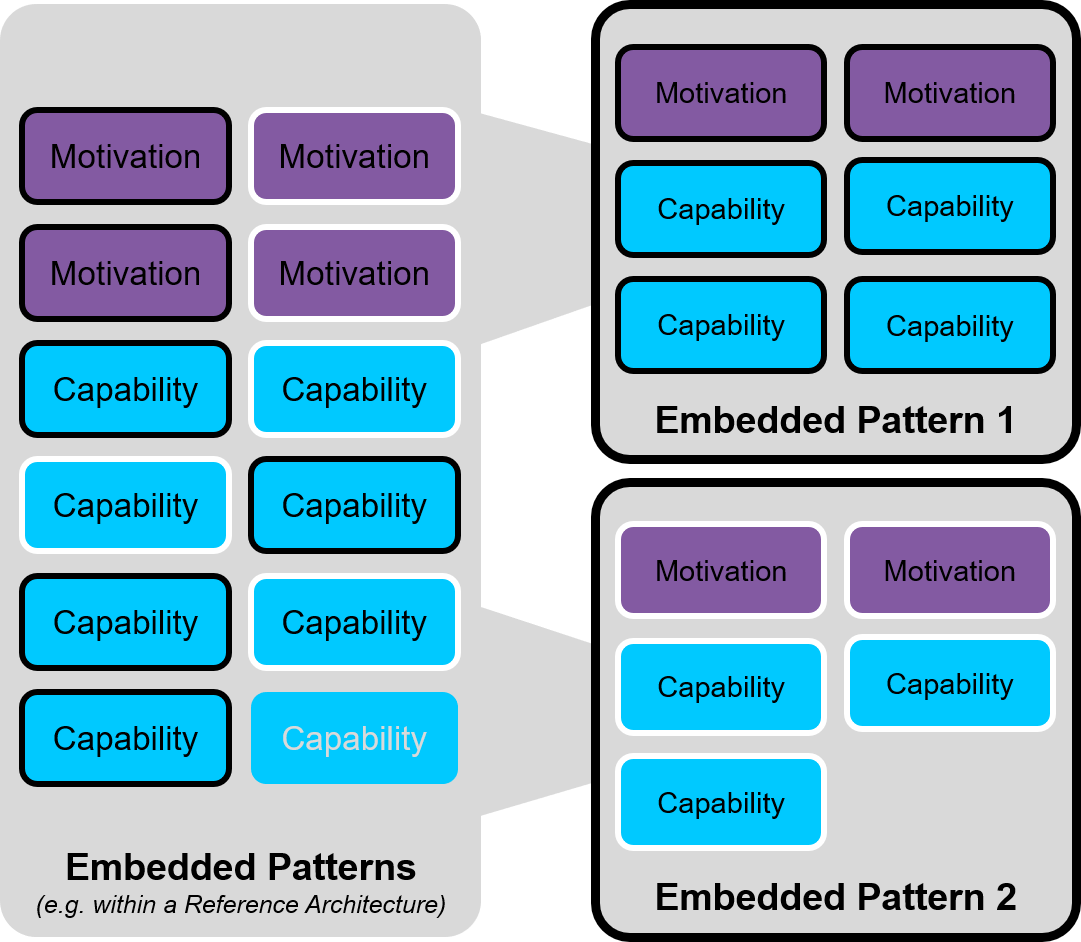 Motivation
Motivation
Motivation
Motivation
Capability
Capability
Capability
Capability
Capability
Capability
Capability
Capability
Embedded Patterns
(e.g. within a Reference Architecture)
Motivation
Motivation
Capability
Capability
Capability
Capability
Embedded Pattern 1
Motivation
Motivation
Capability
Capability
Capability
Embedded Pattern 2